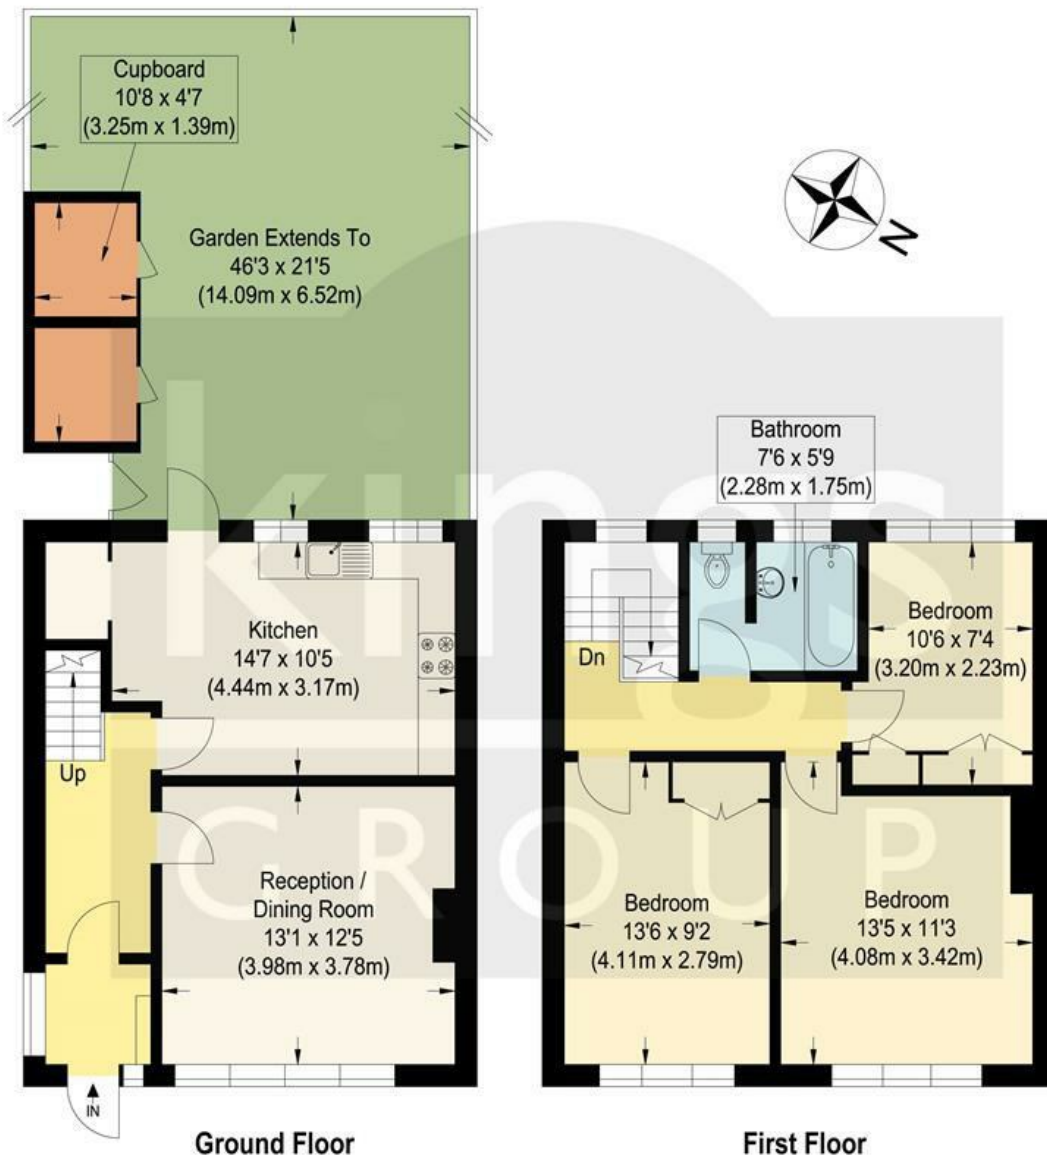 Cupboard
10'8 x 4'7
(3.25m x 1.39m)
Garden Extends To
46'3 x 21'5
(14.09m x 6.52m)
N
Kitchen
14'7 x 10'5
(4.44m x 3.17m)
Up
Reception /
Dining Room
13'1 x 12'5
(3.98m x 3.78m)
IN
Ground Floor
Bathroom
7'6 x 5'9
(2.28m x 1.75m)
Dn
Bedroom
10'6 x 7'4
(3.20m x 2.23m)
Bedroom
13'6 x 9'2
(4.11m x 2.79m)
Bedroom
13'5 x 11'3
(4.08m x 3.42m)
First Floor
kings
GROUP